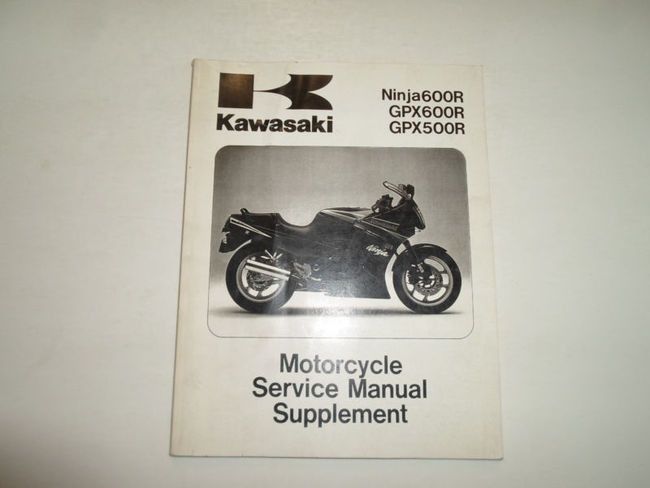 Kawasaki
Ninja600R
GPX600R
GPX500R
Ninja
Motorcycle
Service Manual
Supplement